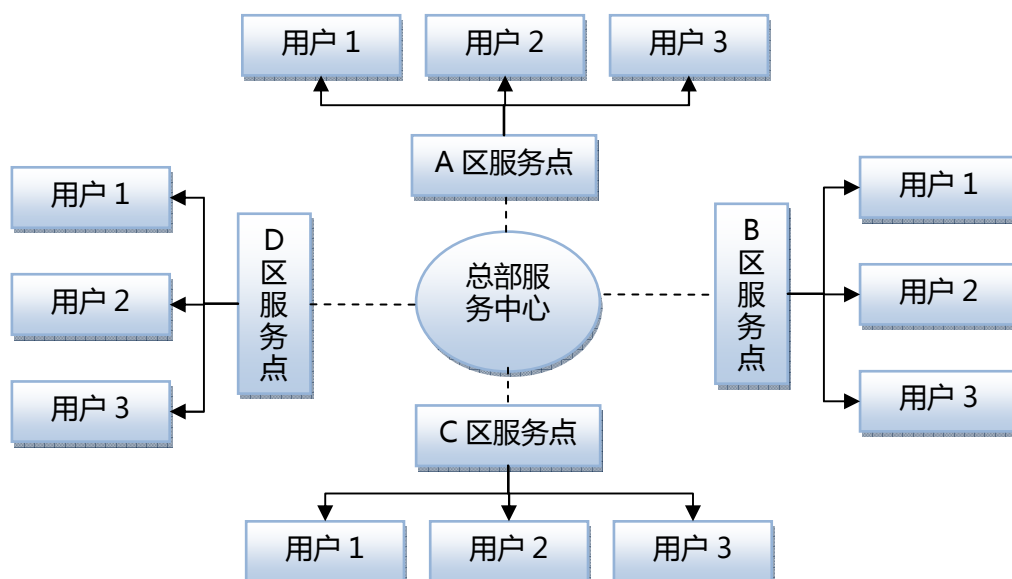 用户 1
用户 2
用户 3
A 区服务点
用户 1
用户 2
用户 3
D
区
服
务
点
总部服
务中心
B
区
服
务
点
用户 1
用户 2
用户 3
C 区服务点
用户 1
用户 2
用户 3